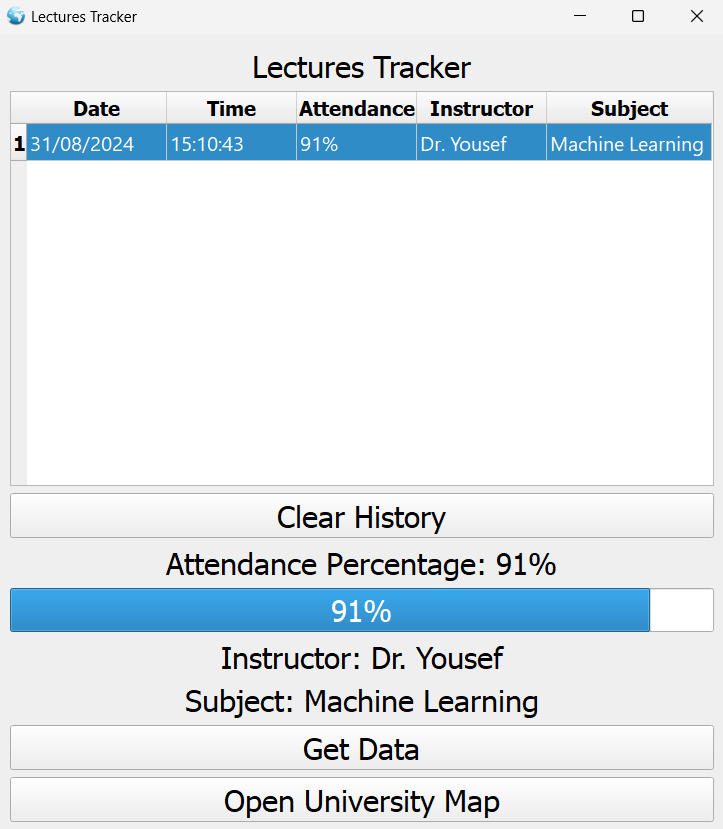 Lectures Tracker
Lectures Tracker
Date Time Attendance Instructor Subject
1 31/08/2024 15:10:43 91% Dr. Yousef Machine Learning
Clear History
Attendance Percentage: 91%
91%
Instructor: Dr. Yousef
Subject: Machine Learning
Get Data
Open University Map